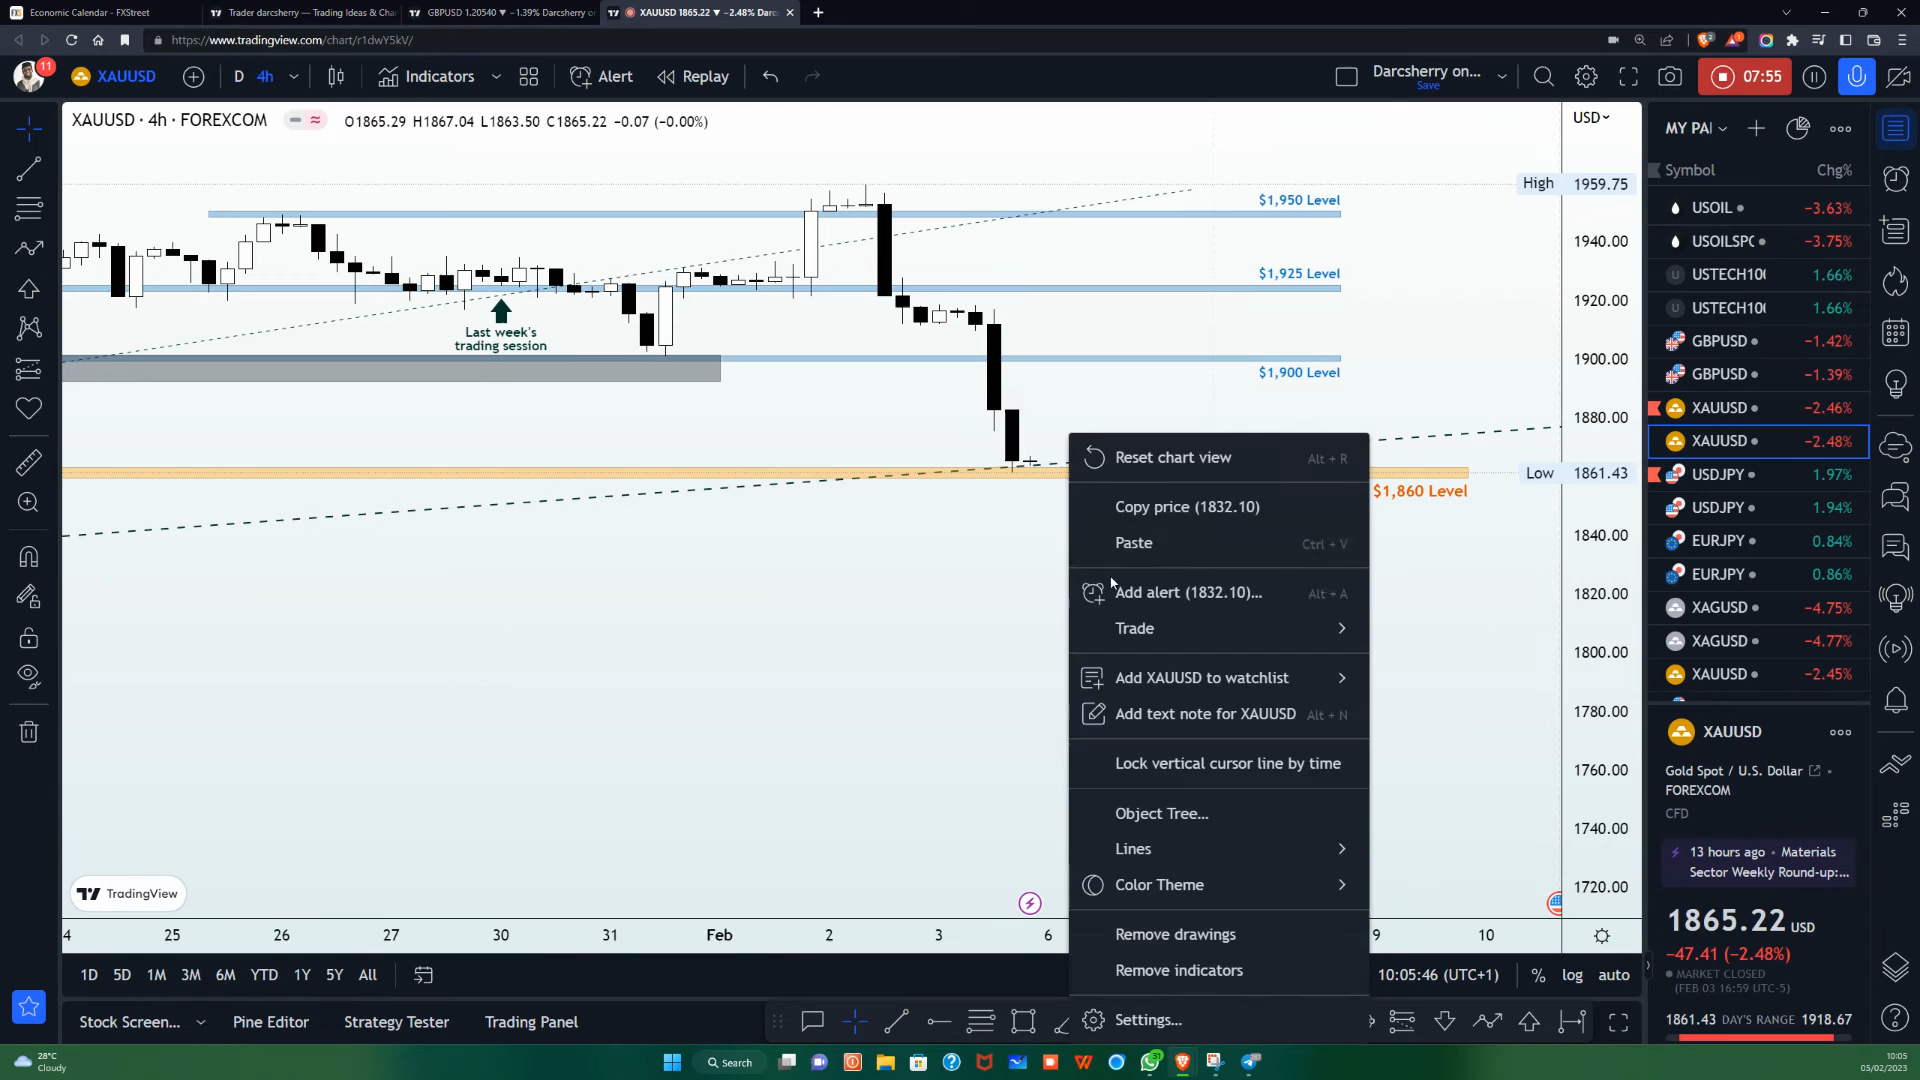 Economic Calendar - FXStreet
Trader darcsherry — Trading Ideas & Cha
GBPUSD 1.20540 ▼ −1.39% Darcsherry on
XAUUSD 1865.22 ▼ −2.48% Darc
https://www.tradingview.com/chart/r1dwY5kV/
11
XAUUSD
D
4h
Indicators
Alert
Replay
Darcsherry on...
Save
07:55
XAUUSD · 4h · FOREXCOM
O1865.29 H1867.04 L1863.50 C1865.22 −0.07 (−0.00%)
USD
High 1959.75
1940.00
1920.00
1900.00
1880.00
Low 1861.43
1840.00
1820.00
1800.00
1780.00
1760.00
1740.00
1720.00
$1,950 Level
$1,925 Level
Last week's
trading session
$1,900 Level
$1,860 Level
Reset chart view Alt + R
Copy price (1832.10)
Paste Ctrl + V
Add alert (1832.10)... Alt + A
Trade
Add XAUUSD to watchlist
Add text note for XAUUSD Alt + N
Lock vertical cursor line by time
Object Tree...
Lines
Color Theme
Remove drawings
Remove indicators
Settings...
TradingView
4 25 26 27 30 31 Feb 2 3 6 9 10
1D 5D 1M 3M 6M YTD 1Y 5Y All
10:05:46 (UTC+1) % log auto
Stock Screen... Pine Editor Strategy Tester Trading Panel
MY PAI
Symbol Chg%
USOIL −3.63%
USOILSPC −3.75%
USTECH100 1.66%
USTECH100 1.66%
GBPUSD −1.42%
GBPUSD −1.39%
XAUUSD −2.46%
XAUUSD −2.48%
USDJPY 1.97%
USDJPY 1.94%
EURJPY 0.84%
EURJPY 0.86%
XAGUSD −4.75%
XAGUSD −4.77%
XAUUSD −2.45%
XAUUSD
Gold Spot / U.S. Dollar
FOREXCOM
CFD
13 hours ago · Materials
Sector Weekly Round-up:...
1865.22 USD
−47.41 (−2.48%)
MARKET CLOSED
(FEB 03 16:59 UTC-5)
1861.43 DAY'S RANGE 1918.67
28°C
Cloudy
Search
31
10:05
05/02/2023